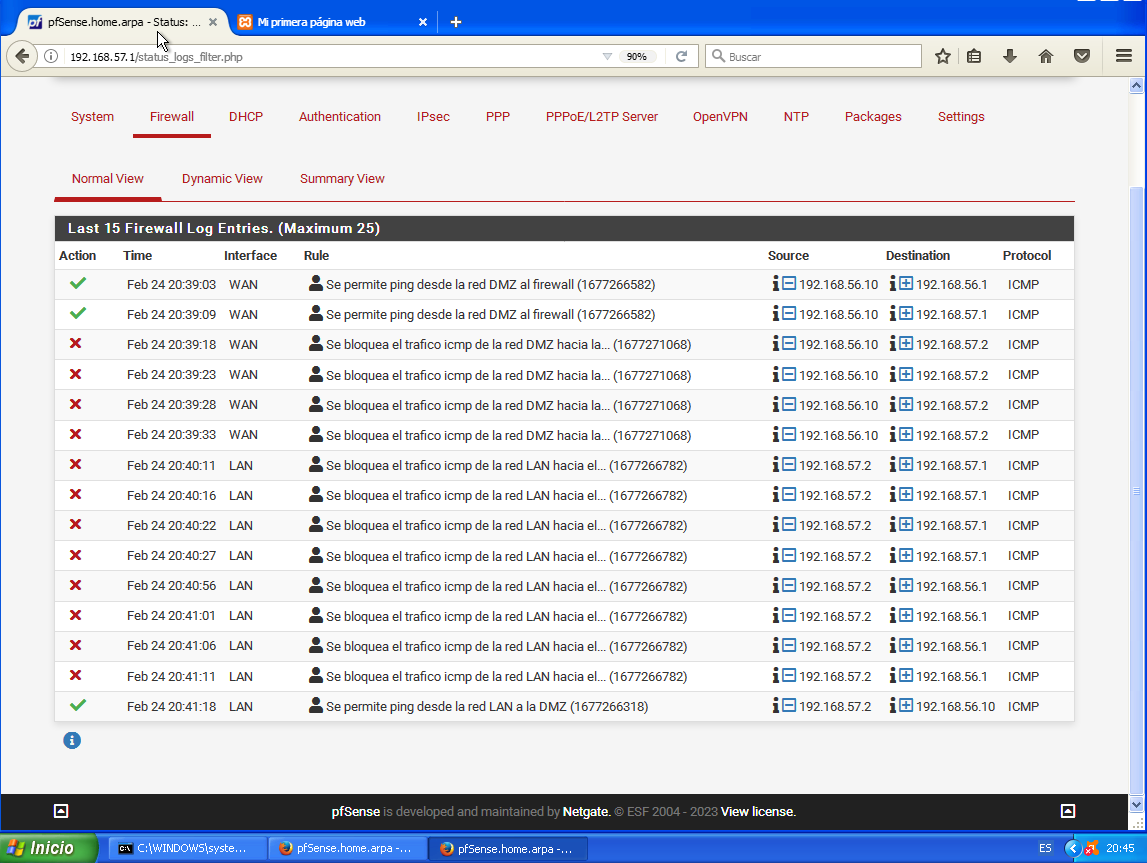 pfSense.home.arpa - Status: ...
Mi primera página web
192.168.57.1/status_logs_filter.php
90%
Buscar
System Firewall DHCP Authentication IPsec PPP PPPoE/L2TP Server OpenVPN NTP Packages Settings
Normal View Dynamic View Summary View
Last 15 Firewall Log Entries. (Maximum 25)
Action Time Interface Rule Source Destination Protocol
Feb 24 20:39:03 WAN Se permite ping desde la red DMZ al firewall (1677266582) 192.168.56.10 192.168.56.1 ICMP
Feb 24 20:39:09 WAN Se permite ping desde la red DMZ al firewall (1677266582) 192.168.56.10 192.168.57.1 ICMP
Feb 24 20:39:18 WAN Se bloquea el trafico icmp de la red DMZ hacia la... (1677271068) 192.168.56.10 192.168.57.2 ICMP
Feb 24 20:39:23 WAN Se bloquea el trafico icmp de la red DMZ hacia la... (1677271068) 192.168.56.10 192.168.57.2 ICMP
Feb 24 20:39:28 WAN Se bloquea el trafico icmp de la red DMZ hacia la... (1677271068) 192.168.56.10 192.168.57.2 ICMP
Feb 24 20:39:33 WAN Se bloquea el trafico icmp de la red DMZ hacia la... (1677271068) 192.168.56.10 192.168.57.2 ICMP
Feb 24 20:40:11 LAN Se bloquea el trafico icmp de la red LAN hacia el... (1677266782) 192.168.57.2 192.168.57.1 ICMP
Feb 24 20:40:16 LAN Se bloquea el trafico icmp de la red LAN hacia el... (1677266782) 192.168.57.2 192.168.57.1 ICMP
Feb 24 20:40:22 LAN Se bloquea el trafico icmp de la red LAN hacia el... (1677266782) 192.168.57.2 192.168.57.1 ICMP
Feb 24 20:40:27 LAN Se bloquea el trafico icmp de la red LAN hacia el... (1677266782) 192.168.57.2 192.168.57.1 ICMP
Feb 24 20:40:56 LAN Se bloquea el trafico icmp de la red LAN hacia el... (1677266782) 192.168.57.2 192.168.56.1 ICMP
Feb 24 20:41:01 LAN Se bloquea el trafico icmp de la red LAN hacia el... (1677266782) 192.168.57.2 192.168.56.1 ICMP
Feb 24 20:41:06 LAN Se bloquea el trafico icmp de la red LAN hacia el... (1677266782) 192.168.57.2 192.168.56.1 ICMP
Feb 24 20:41:11 LAN Se bloquea el trafico icmp de la red LAN hacia el... (1677266782) 192.168.57.2 192.168.56.1 ICMP
Feb 24 20:41:18 LAN Se permite ping desde la red LAN a la DMZ (1677266318) 192.168.57.2 192.168.56.10 ICMP
pfSense is developed and maintained by Netgate. © ESF 2004 - 2023 View license.
Inicio C:\WINDOWS\syste... pfSense.home.arpa -... pfSense.home.arpa -... ES 20:45